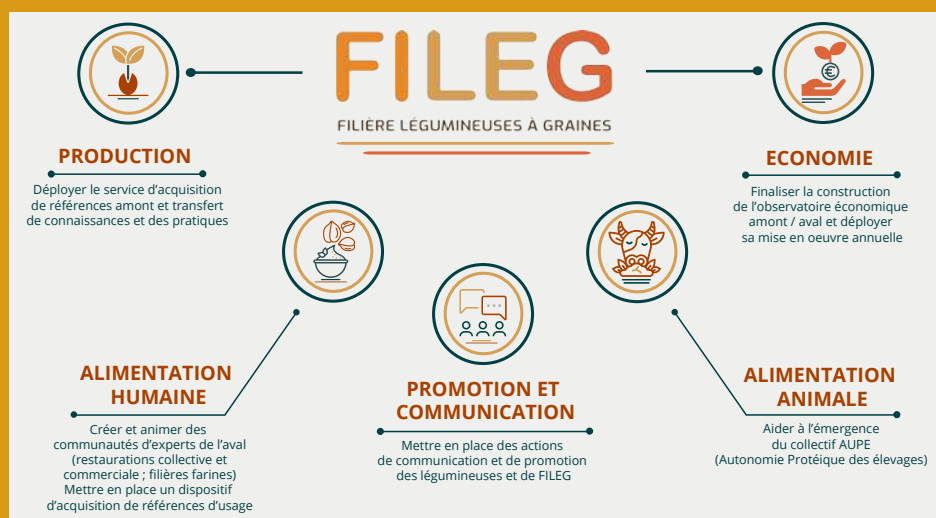 FILEG
FILIÈRE LÉGUMINEUSES À GRAINES
PRODUCTION
Déployer le service d'acquisition
de références amont et transfert
de connaissances et des pratiques
ECONOMIE
Finaliser la construction
de l'observatoire économique
amont / aval et déployer
sa mise en oeuvre annuelle
€
ALIMENTATION
HUMAINE
Créer et animer des
communautés d'experts de l'aval
(restaurations collective et
commerciale ; filières farines)
Mettre en place un dispositif
d'acquisition de références d'usage
PROMOTION ET
COMMUNICATION
Mettre en place des actions
de communication et de promotion
des légumineuses et de FILEG
ALIMENTATION
ANIMALE
Aider à l'émergence
du collectif AUPE
(Autonomie Protéique des élevages)